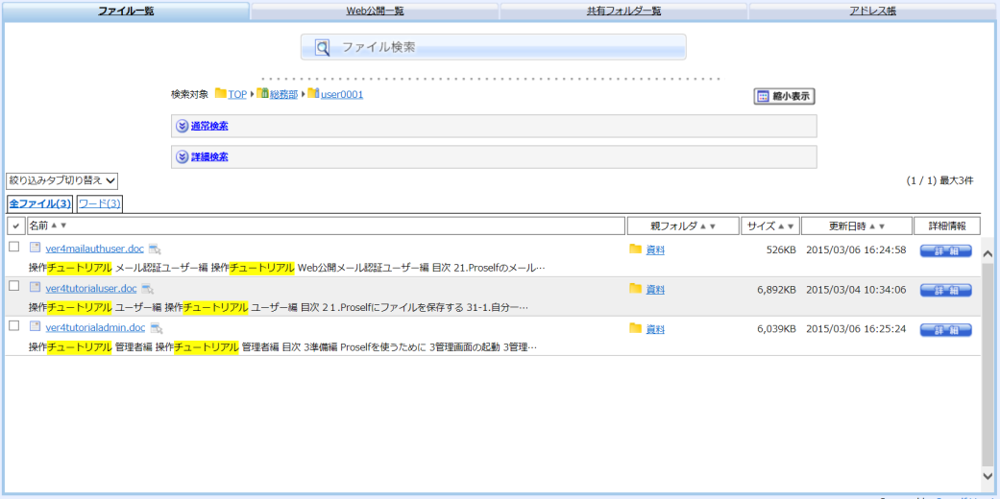 ファイル一覧 Web公開一覧 共有フォルダ一覧 アドレス帳
ファイル検索
検索対象 TOP 総務部 user0001 縮小表示
通常検索
詳細検索
絞り込みタブ切り替え (1 / 1) 最大3件
全ファイル(3) ワード(3)
名前 ▲ ▼ 親フォルダ ▲ ▼ サイズ ▲ ▼ 更新日時 ▲ ▼ 詳細情報
ver4mailauthuser.doc 資料 526KB 2015/03/06 16:24:58 詳 細
操作チュートリアル メール認証ユーザー編 操作チュートリアル Web公開メール認証ユーザー編 目次 21.Proselfのメール…
ver4tutorialuser.doc 資料 6,892KB 2015/03/04 10:34:06 詳 細
操作チュートリアル ユーザー編 操作チュートリアル ユーザー編 目次 2１.Proselfにファイルを保存する 31-1.自分一…
ver4tutorialadmin.doc 資料 6,039KB 2015/03/06 16:25:24 詳 細
操作チュートリアル 管理者編 操作チュートリアル 管理者編 目次 3準備編 Proselfを使うために 3管理画面の起動 3管理…